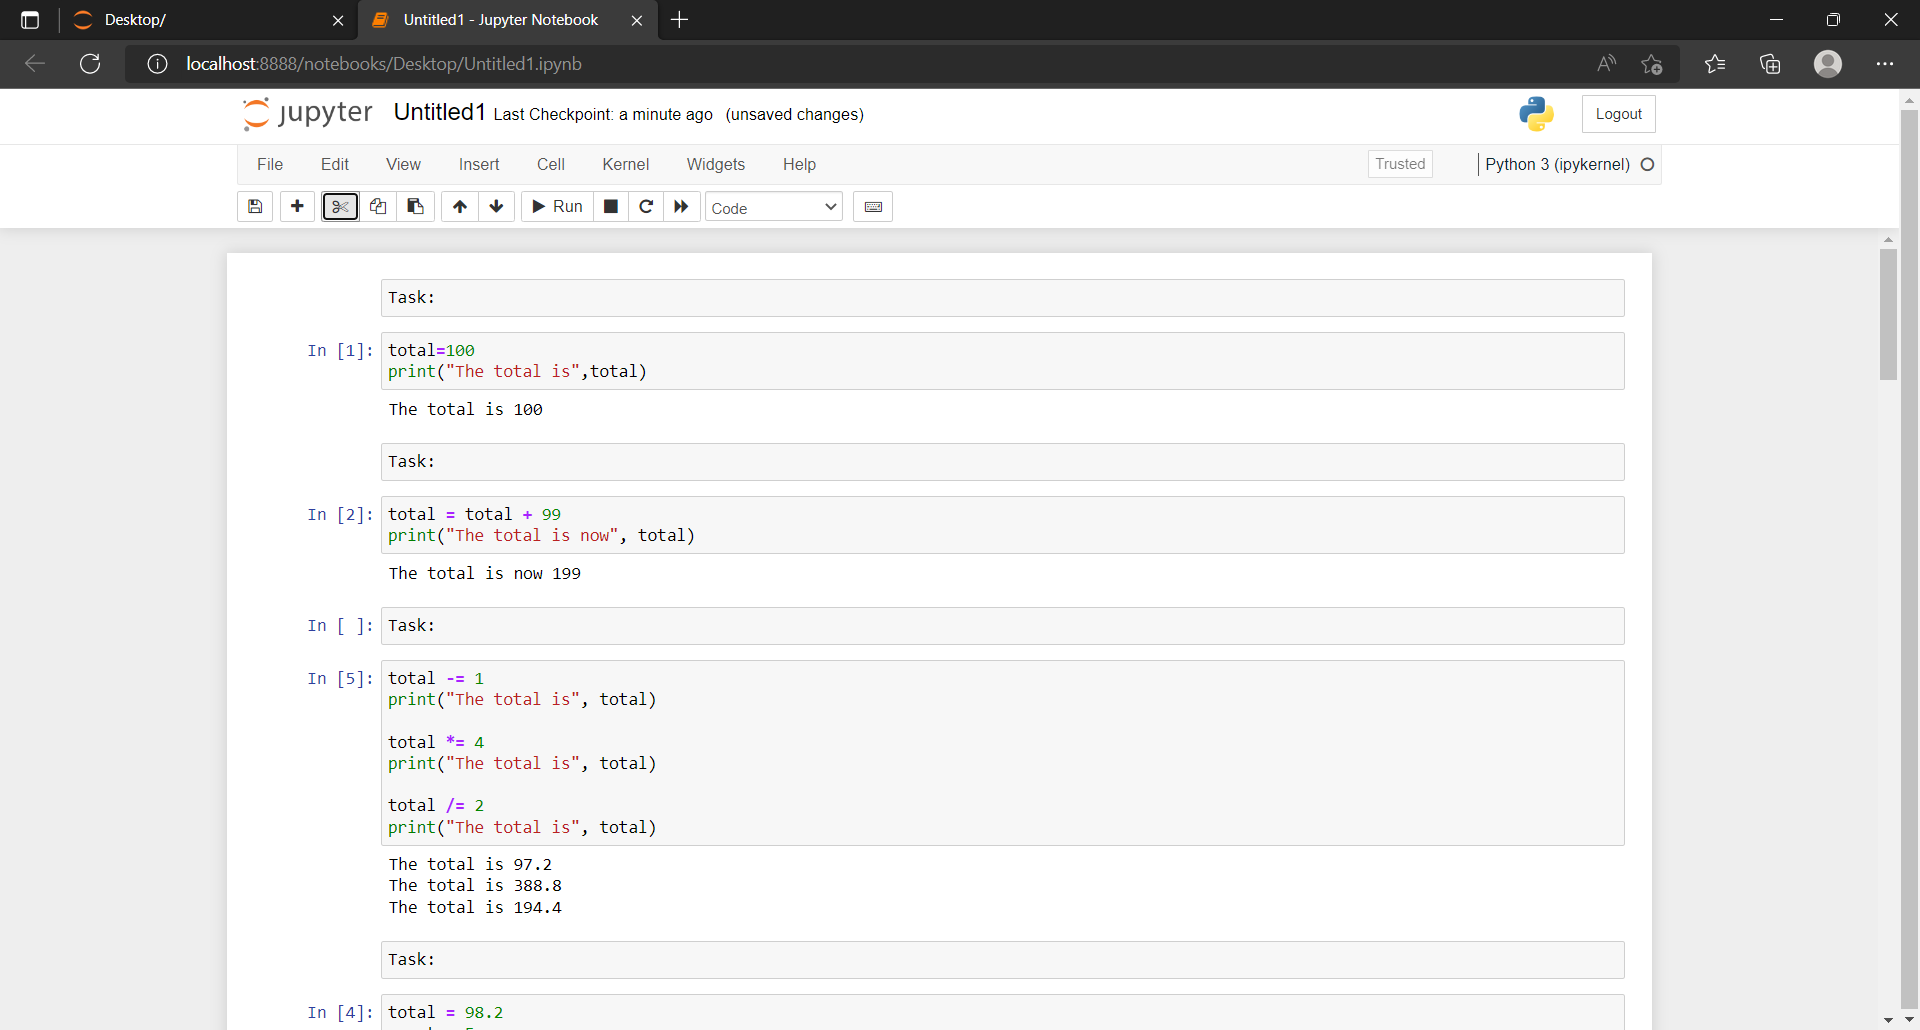 Desktop/
Untitled1 - Jupyter Notebook
localhost:8888/notebooks/Desktop/Untitled1.ipynb
jupyter Untitled1 Last Checkpoint: a minute ago (unsaved changes)
Logout
File Edit View Insert Cell Kernel Widgets Help
Trusted
Python 3 (ipykernel)
Run
Code
Task:
In [1]: total=100
print("The total is",total)
The total is 100
Task:
In [2]: total = total + 99
print("The total is now", total)
The total is now 199
In [ ]: Task:
In [5]: total -= 1
print("The total is", total)
total *= 4
print("The total is", total)
total /= 2
print("The total is", total)
The total is 97.2
The total is 388.8
The total is 194.4
Task:
In [4]: total = 98.2